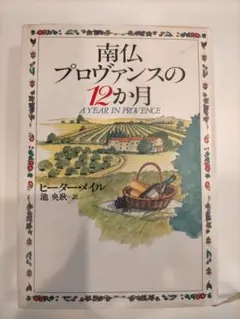 南仏
プロヴァンスの
12か月
A YEAR IN PROVENCE
ピーター・メイル
池 央耿・訳